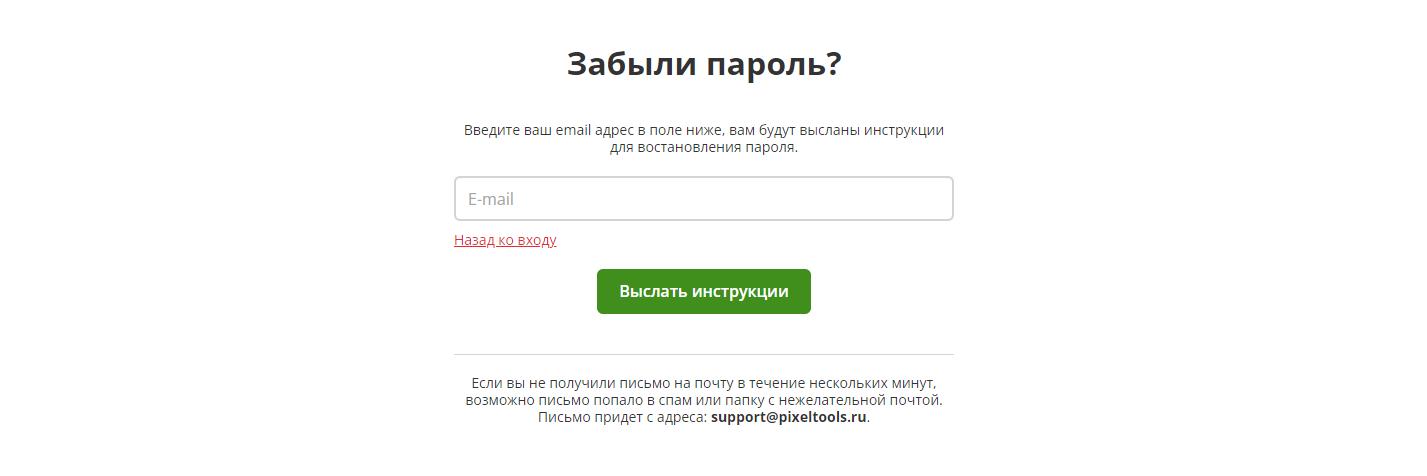 Забыли пароль?
Введите ваш email адрес в поле ниже, вам будут высланы инструкции
для востановления пароля.
E-mail
Назад ко входу
Выслать инструкции
Если вы не получили письмо на почту в течение нескольких минут,
возможно письмо попало в спам или папку с нежелательной почтой.
Письмо придет с адреса: support@pixeltools.ru.